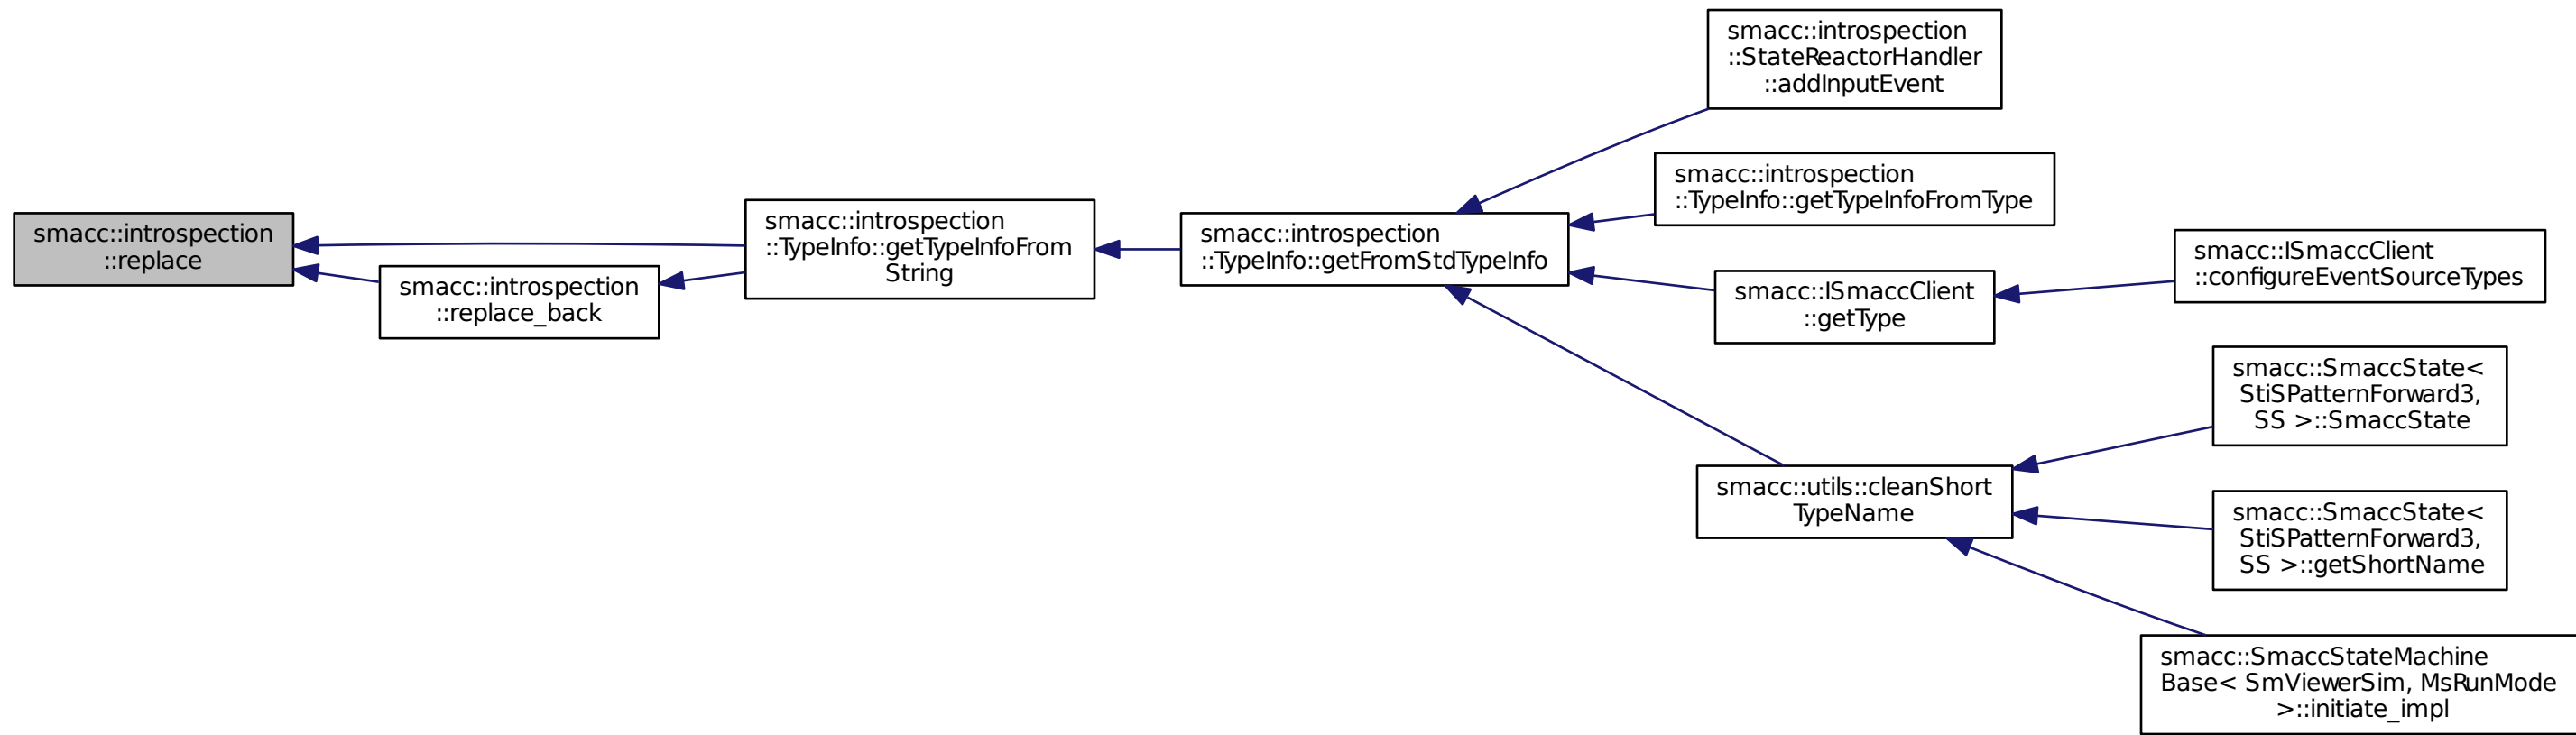 smacc::introspection
::replace
smacc::introspection
::replace_back
smacc::introspection
::TypeInfo::getTypeInfoFrom
String
smacc::introspection
::TypeInfo::getFromStdTypeInfo
smacc::introspection
::StateReactorHandler
::addInputEvent
smacc::introspection
::TypeInfo::getTypeInfoFromType
smacc::ISmaccClient
::getType
smacc::ISmaccClient
::configureEventSourceTypes
smacc::utils::cleanShort
TypeName
smacc::SmaccState<
StiSPatternForward3,
SS >::SmaccState
smacc::SmaccState<
StiSPatternForward3,
SS >::getShortName
smacc::SmaccStateMachine
Base< SmViewerSim, MsRunMode
>::initiate_impl